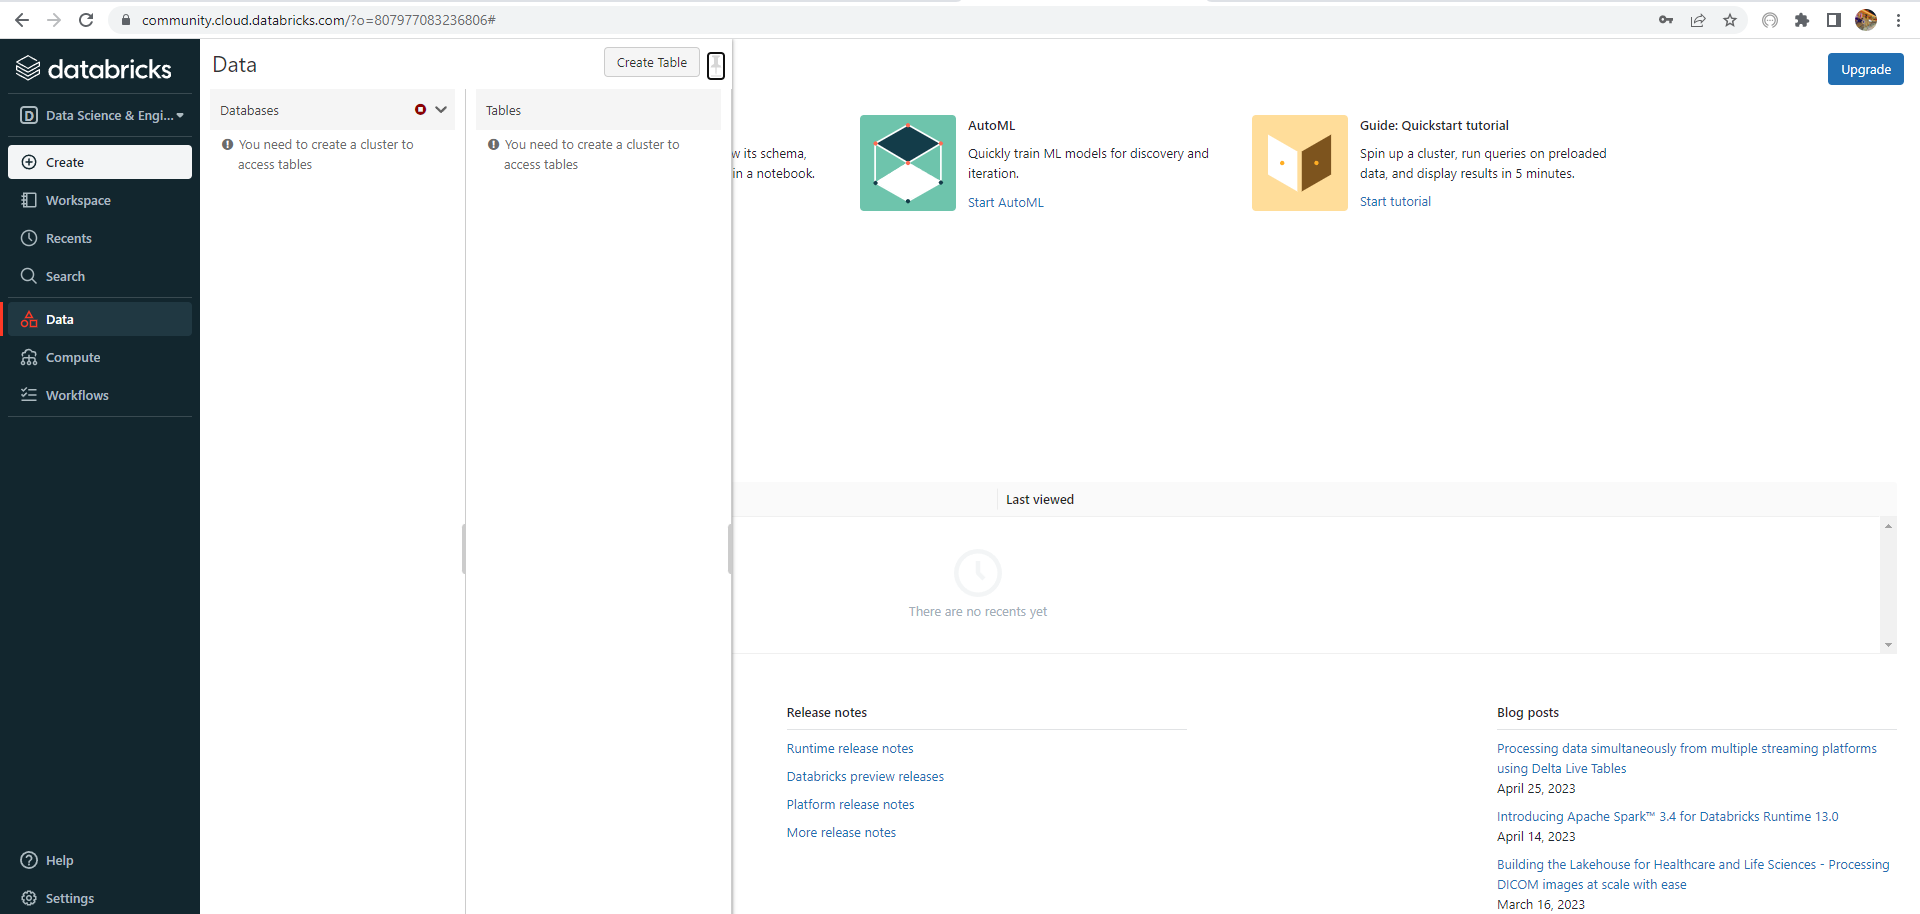 community.cloud.databricks.com/?o=807977083236806#
databricks
Data Science & Engi...
Create
Workspace
Recents
Search
Data
Compute
Workflows
Help
Settings
Data
Create Table
Databases
You need to create a cluster to
access tables
Tables
You need to create a cluster to
access tables
Upgrade
w its schema,
in a notebook.
AutoML
Quickly train ML models for discovery and
iteration.
Start AutoML
Guide: Quickstart tutorial
Spin up a cluster, run queries on preloaded
data, and display results in 5 minutes.
Start tutorial
Last viewed
There are no recents yet
Release notes
Runtime release notes
Databricks preview releases
Platform release notes
More release notes
Blog posts
Processing data simultaneously from multiple streaming platforms
using Delta Live Tables
April 25, 2023
Introducing Apache Spark™ 3.4 for Databricks Runtime 13.0
April 14, 2023
Building the Lakehouse for Healthcare and Life Sciences - Processing
DICOM images at scale with ease
March 16, 2023